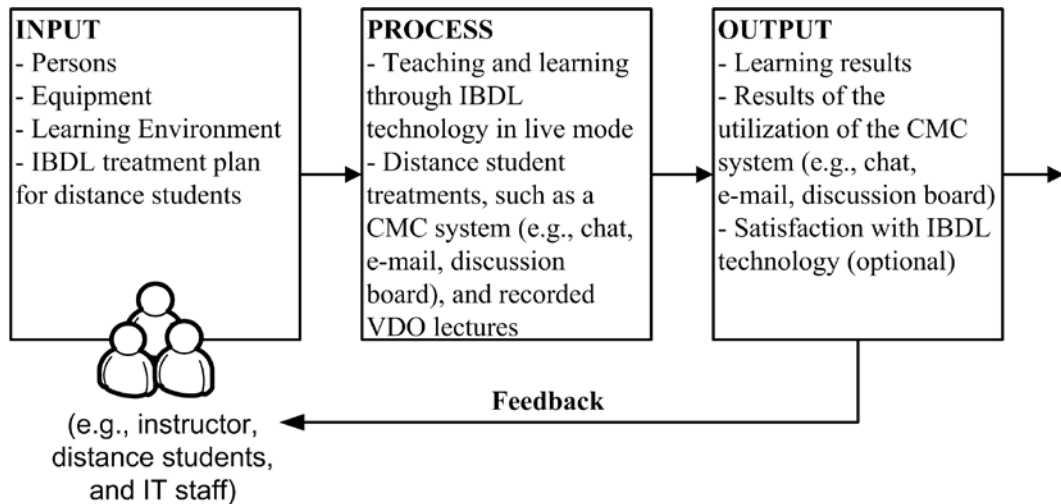 INPUT
- Persons
- Equipment
- Learning Environment
- IBDL treatment plan
for distance students
PROCESS
- Teaching and learning
through IBDL
technology in live mode
- Distance student
treatments, such as a
CMC system (e.g., chat,
e-mail, discussion
board), and recorded
VDO lectures
OUTPUT
- Learning results
- Results of the
utilization of the CMC
system (e.g., chat,
e-mail, discussion board)
- Satisfaction with IBDL
technology (optional)
Feedback
(e.g., instructor,
distance students,
and IT staff)